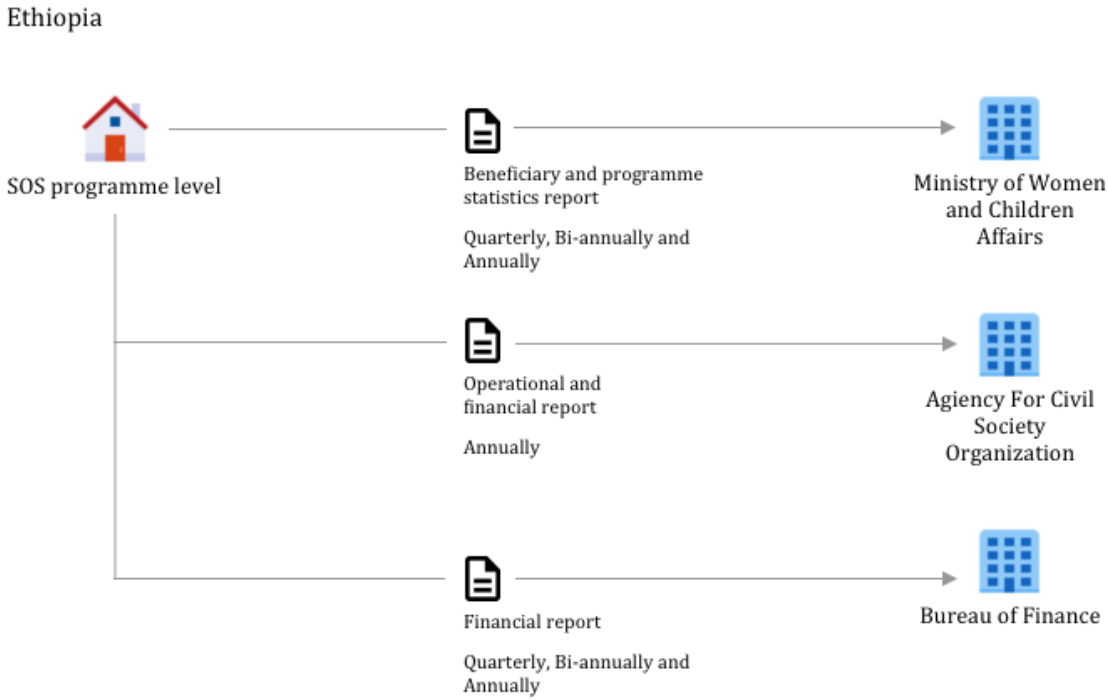 Ethiopia
SOS programme level
Beneficiary and programme
statistics report
Quarterly, Bi-annually and
Annually
Ministry of Women
and Children
Affairs
Operational and
financial report
Annually
Agiency For Civil
Society
Organization
Financial report
Quarterly, Bi-annually and
Annually
Bureau of Finance